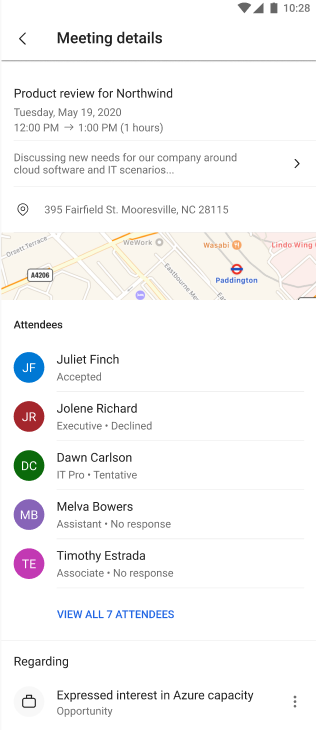 10:28
Meeting details
Product review for Northwind
Tuesday, May 19, 2020
12:00 PM → 1:00 PM (1 hours)
Discussing new needs for our company around
cloud software and IT scenarios...
395 Fairfield St. Mooresville, NC 28115
Orsett Terrace
WeWork
Wasabi
Lindo Wing
A4206
Eastbourne
Paddington
Attendees
JF
Juliet Finch
Accepted
JR
Jolene Richard
Executive • Declined
DC
Dawn Carlson
IT Pro • Tentative
MB
Melva Bowers
Assistant • No response
TE
Timothy Estrada
Associate • No response
VIEW ALL 7 ATTENDEES
Regarding
Expressed interest in Azure capacity
Opportunity